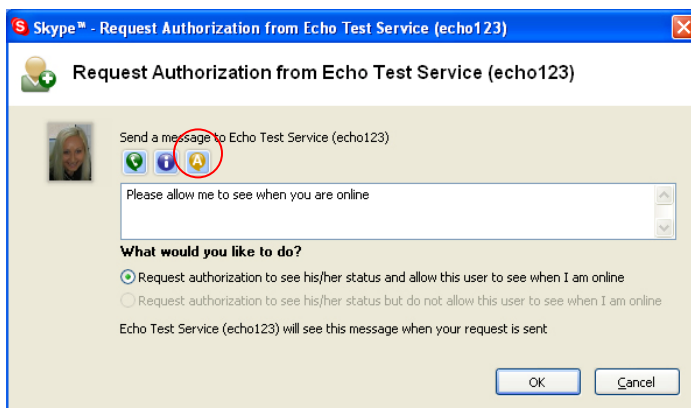 Skype™ - Request Authorization from Echo Test Service (echo123)
Request Authorization from Echo Test Service (echo123)
Send a message to Echo Test Service (echo123)
Please allow me to see when you are online
What would you like to do?
Request authorization to see his/her status and allow this user to see when I am online
Request authorization to see his/her status but do not allow this user to see when I am online
Echo Test Service (echo123) will see this message when your request is sent
OK Cancel